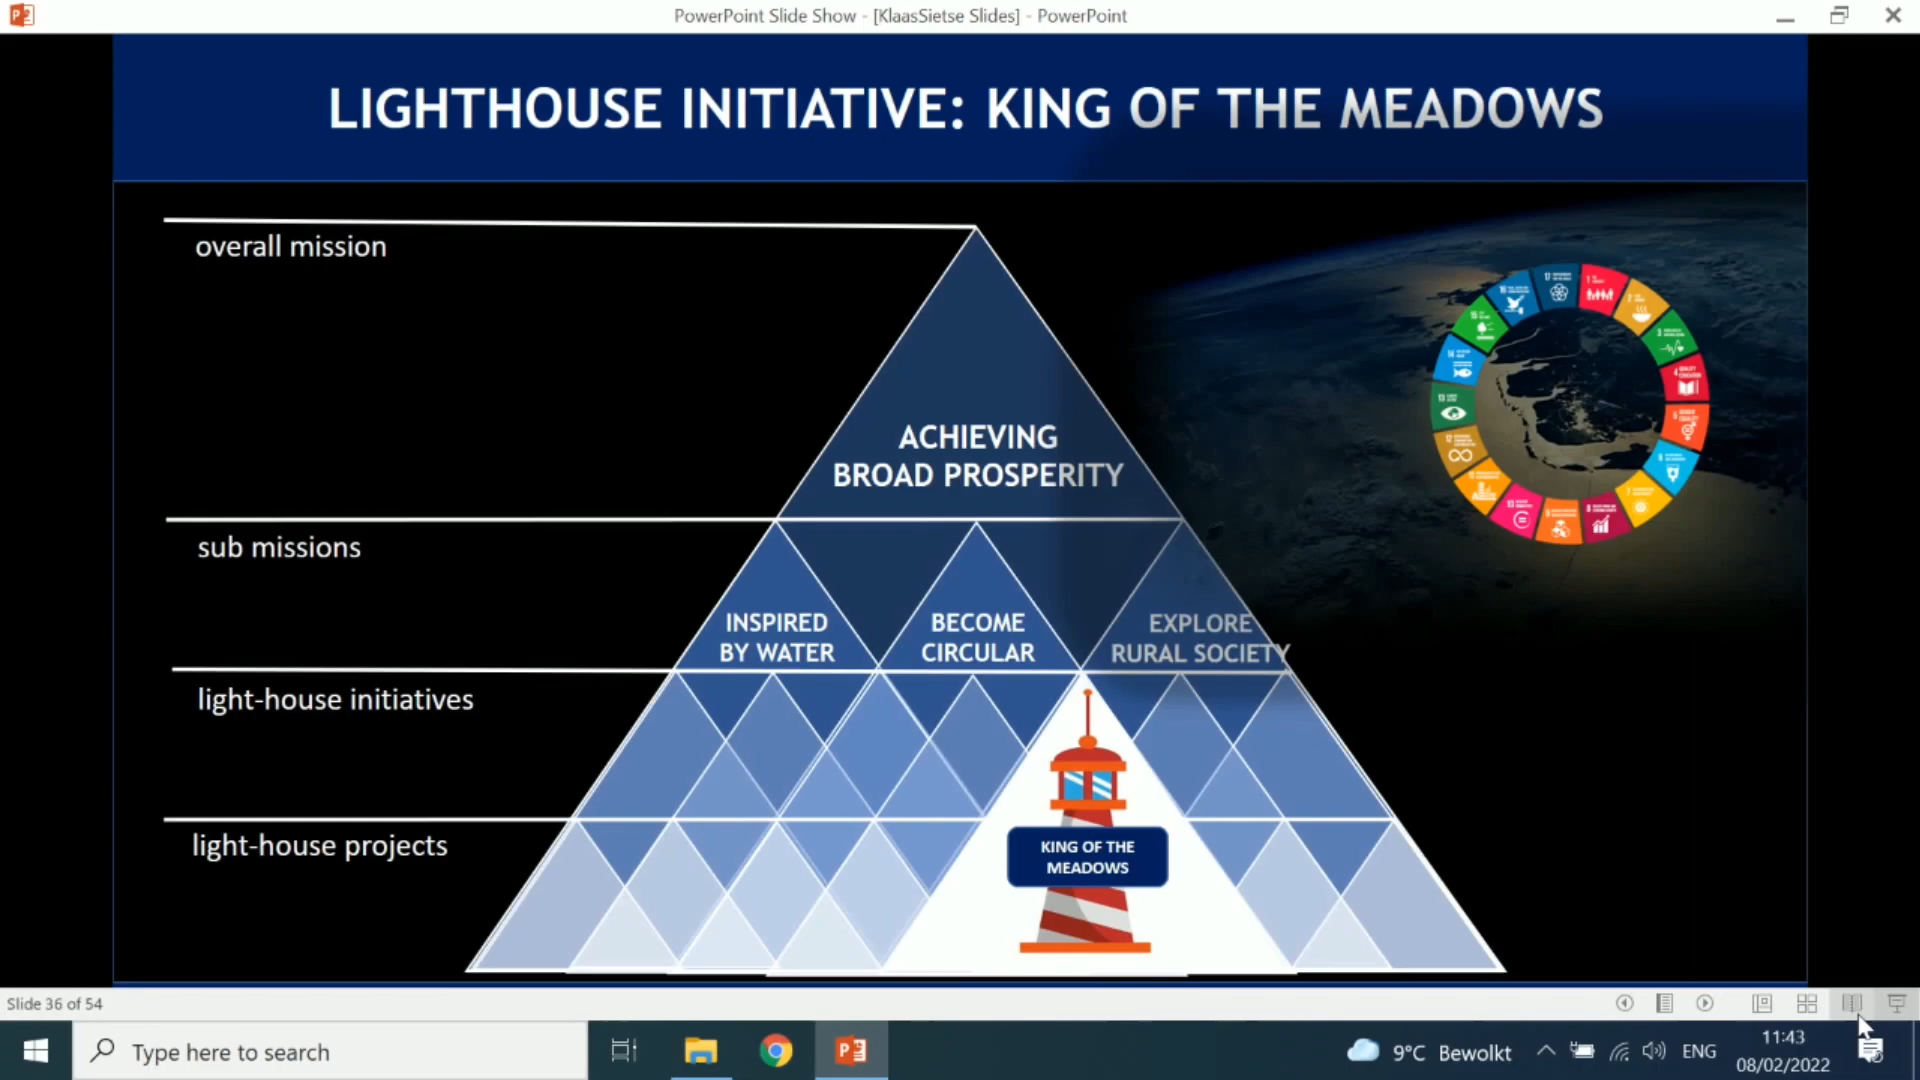 PowerPoint Slide Show - [KlaasSietse Slides] - PowerPoint
LIGHTHOUSE INITIATIVE: KING OF THE MEADOWS
overall mission
ACHIEVING
BROAD PROSPERITY
sub missions
INSPIRED
BY WATER
BECOME
CIRCULAR
EXPLORE
RURAL SOCIETY
light-house initiatives
light-house projects
KING OF THE
MEADOWS
Slide 36 of 54
Type here to search
9°C Bewolkt
ENG
11:43
08/02/2022